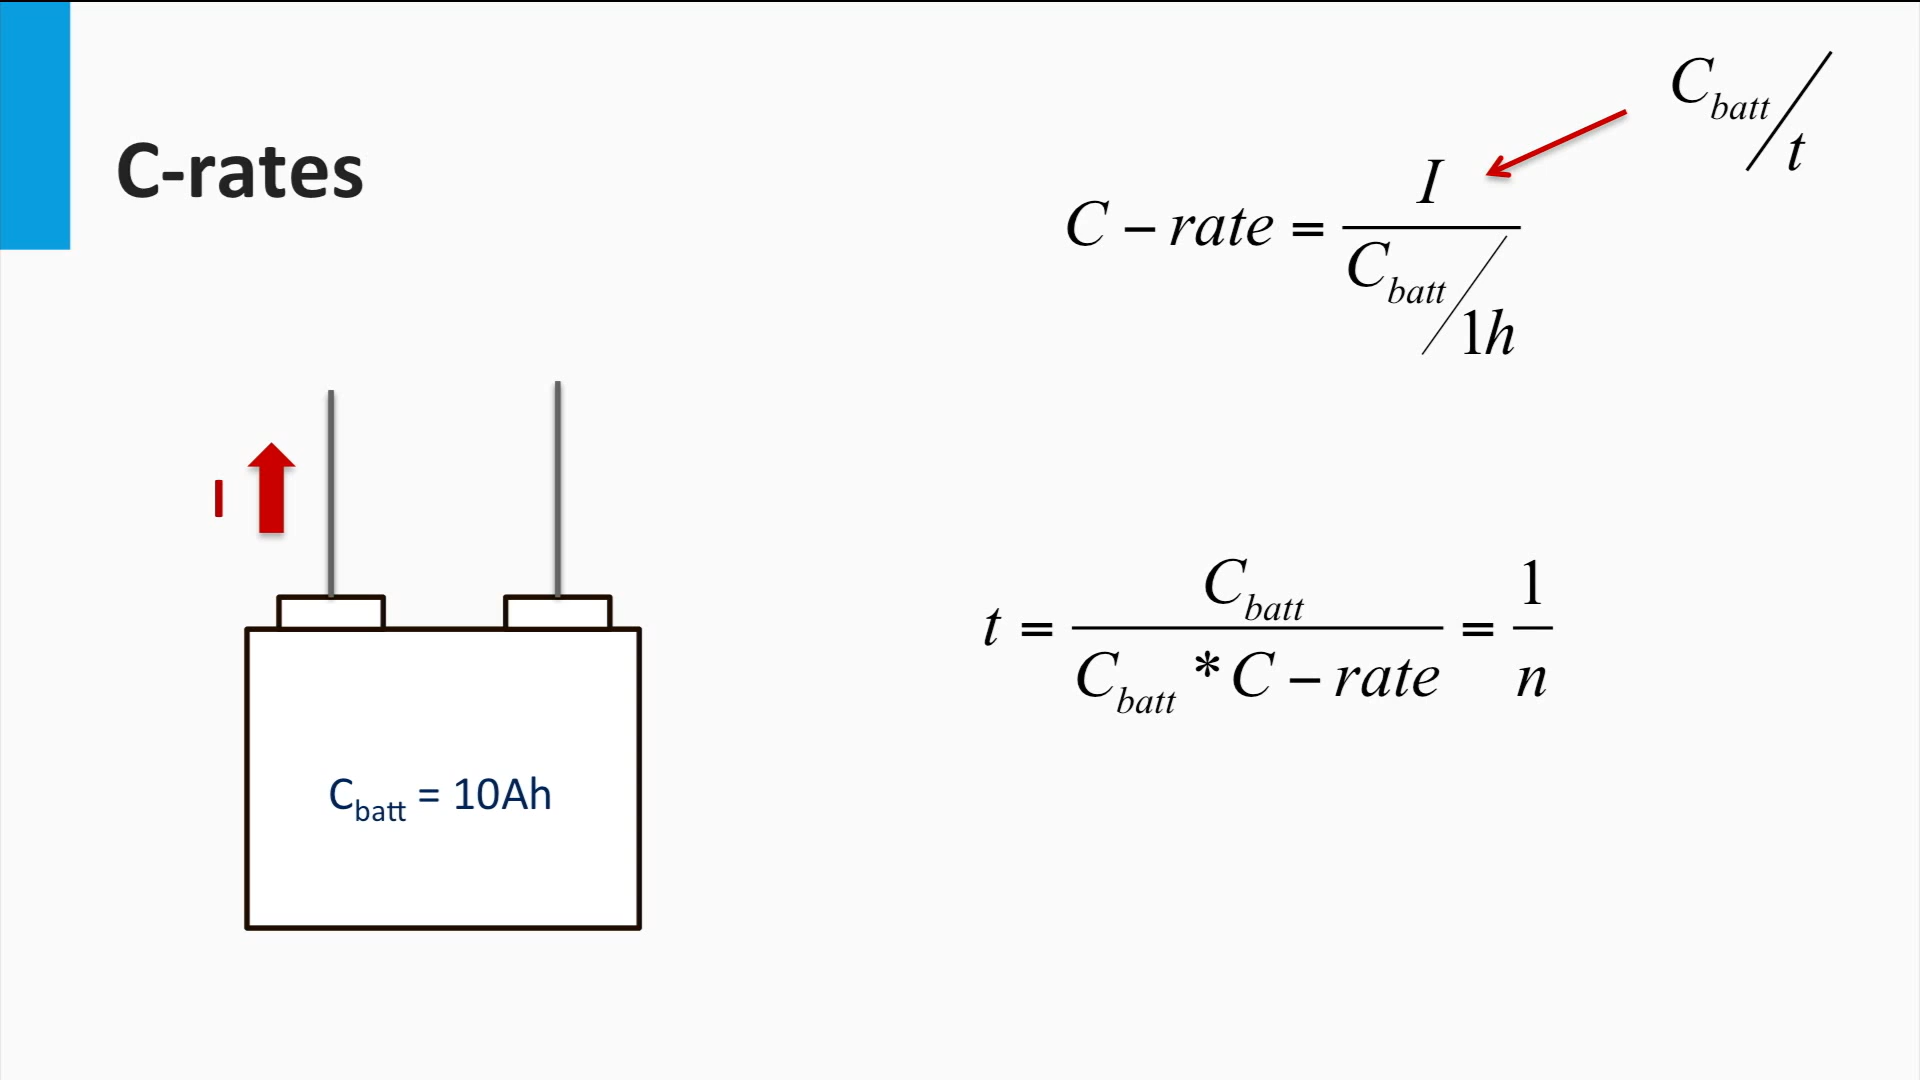 C-rates
C_batt / t
C − rate = I / (C_batt / 1h)
I
t = C_batt / (C_batt * C − rate) = 1 / n
C_batt = 10Ah